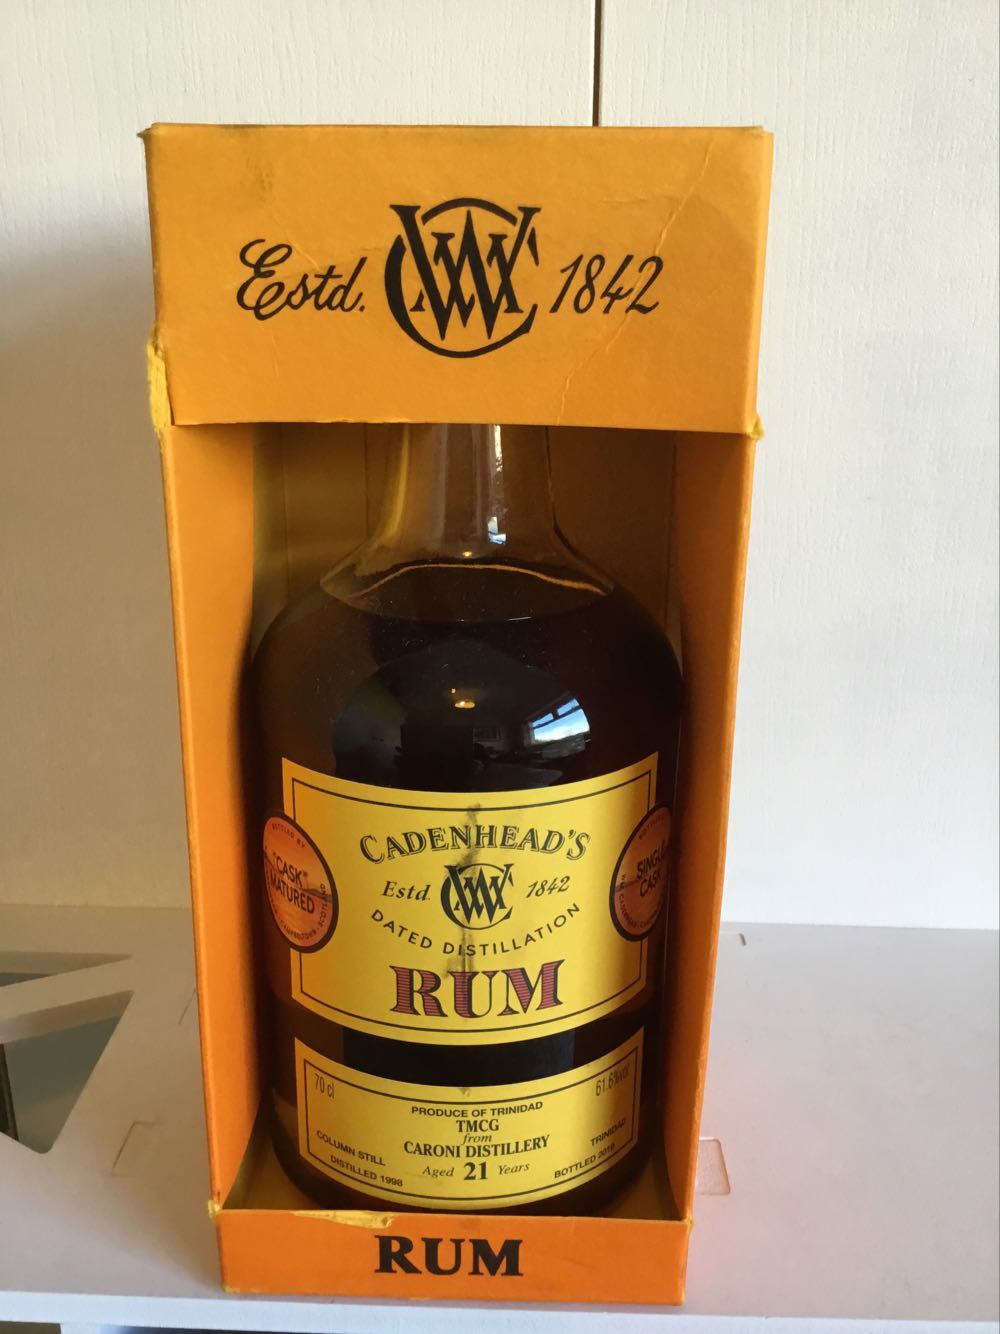 Estd. WC 1842
CADENHEAD'S
Estd. WC 1842
DATED DISTILLATION
RUM
"CASK"
MATURED
SINGLE
CASK
70 cl
61.6%vol
PRODUCE OF TRINIDAD
TMCG
from
CARONI DISTILLERY
Aged 21 Years
COLUMN STILL
DISTILLED 1998
TRINIDAD
BOTTLED 2019
RUM